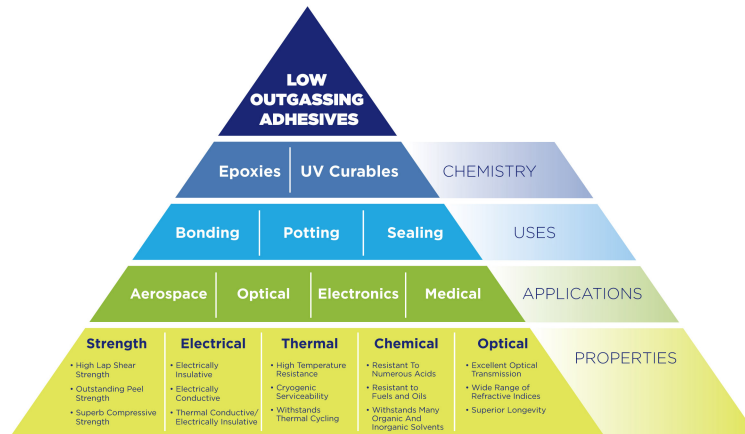 LOW
OUTGASSING
ADHESIVES
Epoxies UV Curables CHEMISTRY
Bonding Potting Sealing USES
Aerospace Optical Electronics Medical APPLICATIONS
PROPERTIES
Strength
• High Lap Shear
Strength
• Outstanding Peel
Strength
• Superb Compressive
Strength
Electrical
• Electrically
Insulative
• Electrically
Conductive
• Thermal Conductive/
Electrically Insulative
Thermal
• High Temperature
Resistance
• Cryogenic
Serviceability
• Withstands
Thermal Cycling
Chemical
• Resistant To
Numerous Acids
• Resistant to
Fuels and Oils
• Withstands Many
Organic And
Inorganic Solvents
Optical
• Excellent Optical
Transmission
• Wide Range of
Refractive Indices
• Superior Longevity